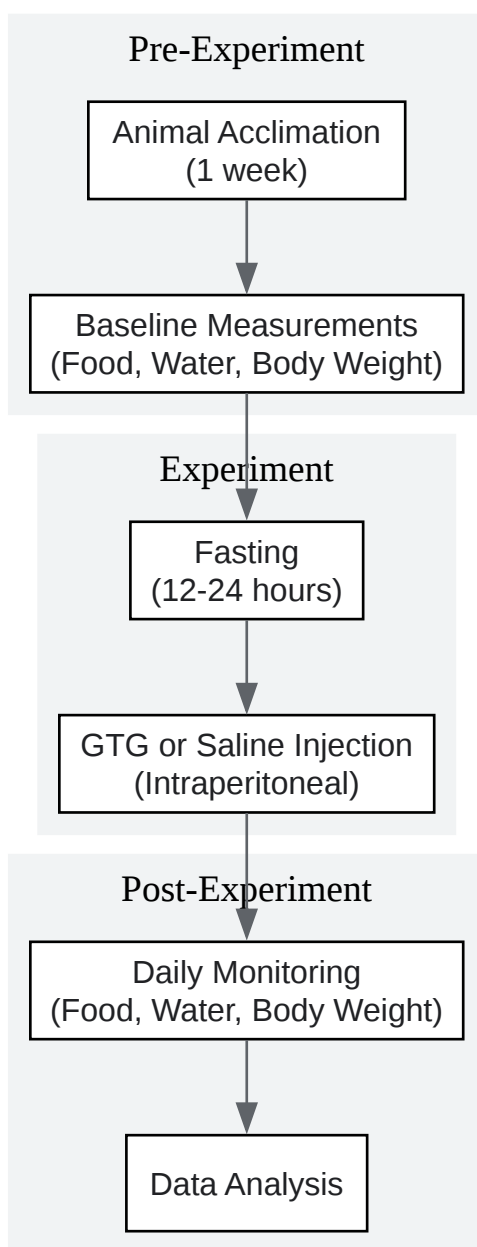 Pre-Experiment
Animal Acclimation
(1 week)
Baseline Measurements
(Food, Water, Body Weight)
Experiment
Fasting
(12-24 hours)
GTG or Saline Injection
(Intraperitoneal)
Post-Experiment
Daily Monitoring
(Food, Water, Body Weight)
Data Analysis